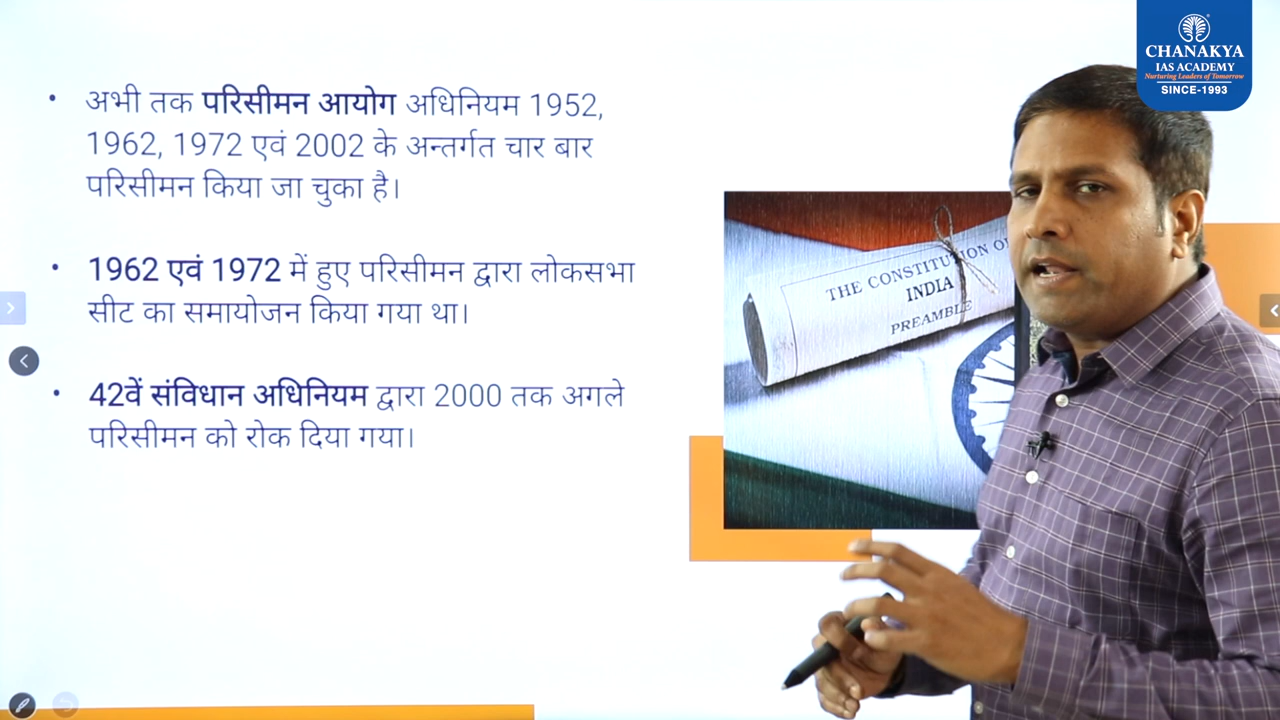 CHANAKYA
IAS ACADEMY
Nurturing Leaders of Tomorrow
SINCE-1993
• अभी तक परिसीमन आयोग अधिनियम 1952,
1962, 1972 एवं 2002 के अन्तर्गत चार बार
परिसीमन किया जा चुका है।
• 1962 एवं 1972 में हुए परिसीमन द्वारा लोकसभा
सीट का समायोजन किया गया था।
• 42वें संविधान अधिनियम द्वारा 2000 तक अगले
परिसीमन को रोक दिया गया।
THE CONSTITUTION O
INDIA
PREAMBLE